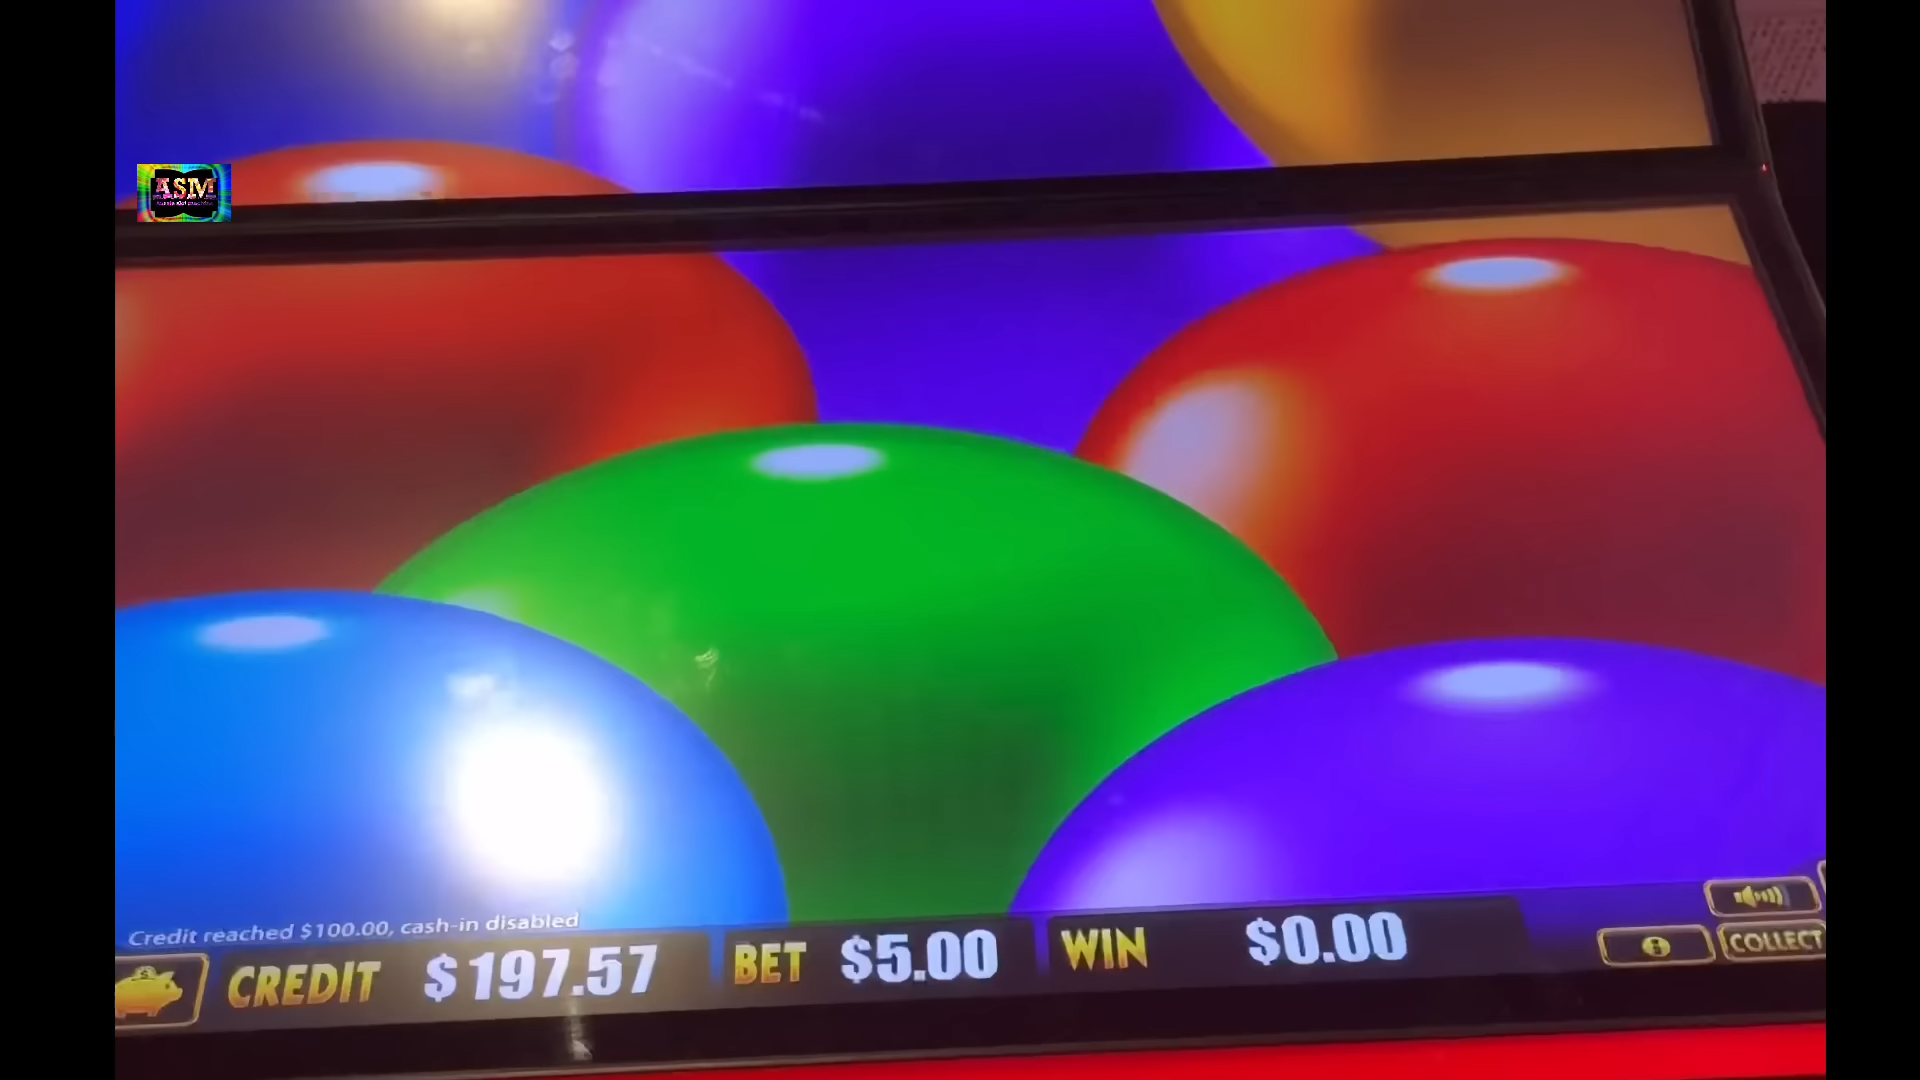 ASM
Credit reached $100.00, cash-in disabled
CREDIT $197.57 BET $5.00 WIN $0.00
COLLECT